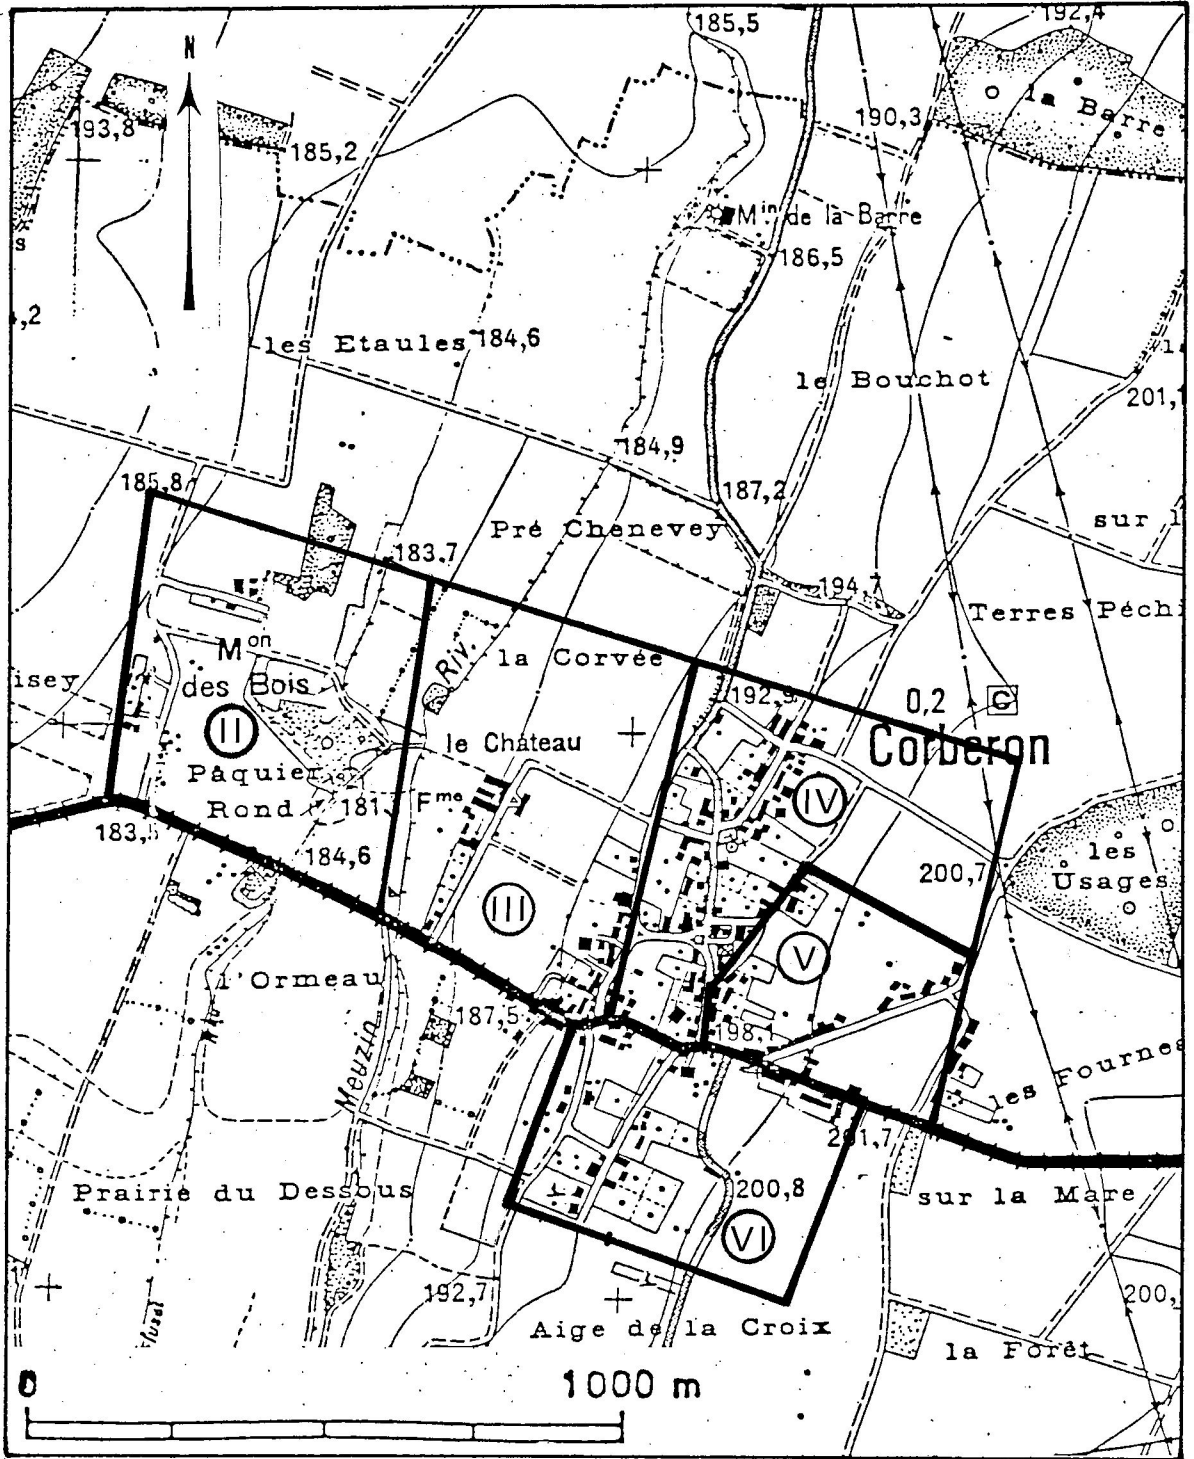 185,5
192,4
N
193,8
185,2
190,3
la Barre
Min de la Barre
186,5
s
,2
les Etaules 184,6
le Bouchot
201,1
184,9
185,8
187,2
Pré Chenevey
sur l
183,7
194,7
Terres Péchi
Mon
des Bois
Riv.
la Corvée
isey
192,9
0,2
C
II
le Château
Corberon
Pâquier
Rond
181,
Fme
IV
183,5
184,6
200,7
les
Usages
III
V
l'Ormeau
187,5
198,1
Meuzin
les Fournes
201,7
Prairie du Dessous
200,8
sur la Mare
VI
192,7
200,
Aige de la Croix
la Forêt
0
1000 m